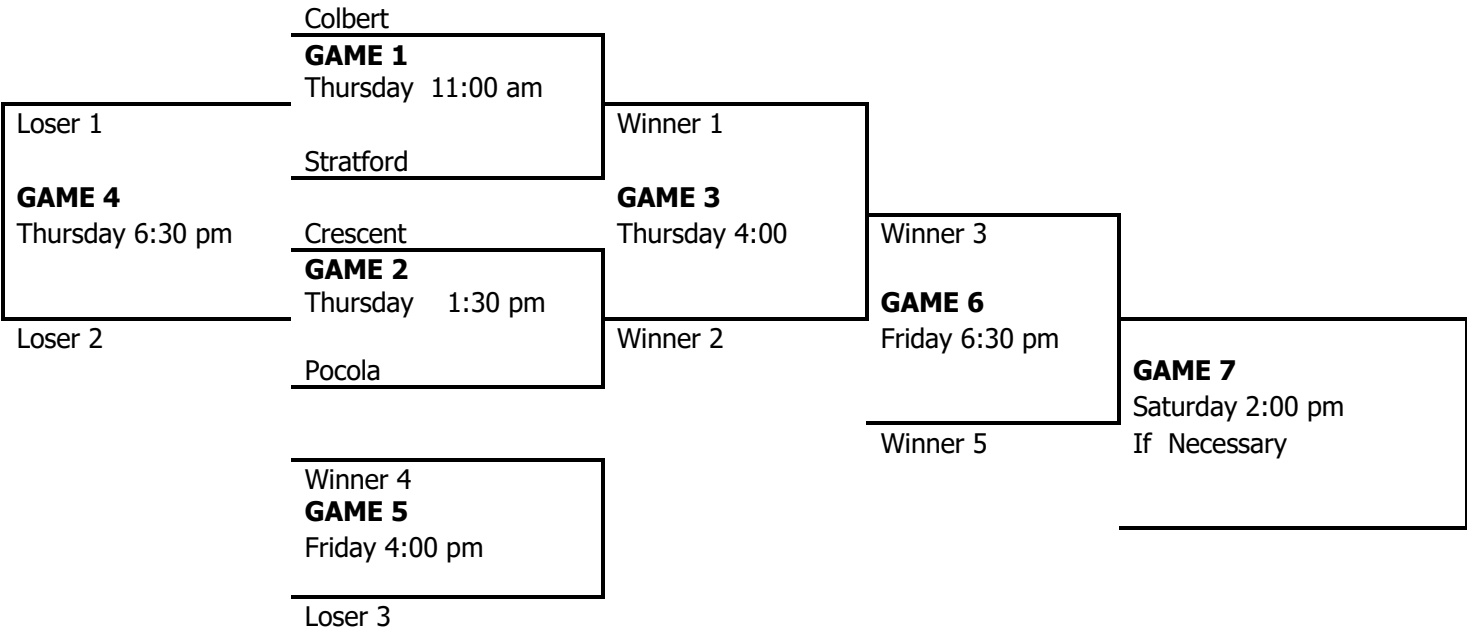 Colbert
GAME 1
Thursday 11:00 am
Loser 1
Winner 1
Stratford
GAME 4
GAME 3
Thursday 6:30 pm
Crescent
Thursday 4:00
Winner 3
GAME 2
Thursday 1:30 pm
GAME 6
Loser 2
Winner 2
Friday 6:30 pm
Pocola
GAME 7
Saturday 2:00 pm
Winner 5
If Necessary
Winner 4
GAME 5
Friday 4:00 pm
Loser 3